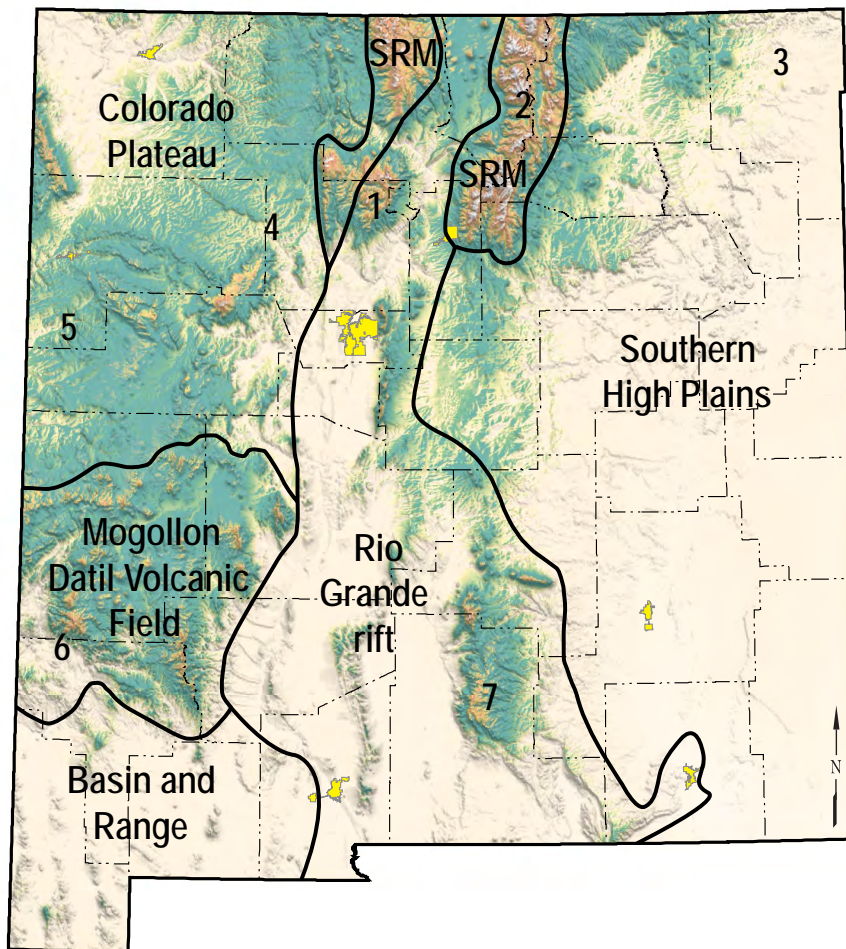 SRM
3
Colorado
Plateau
2
SRM
1
4
5
Southern
High Plains
Mogollon
Datil Volcanic
Field
Rio
Grande
rift
6
7
N
Basin and
Range